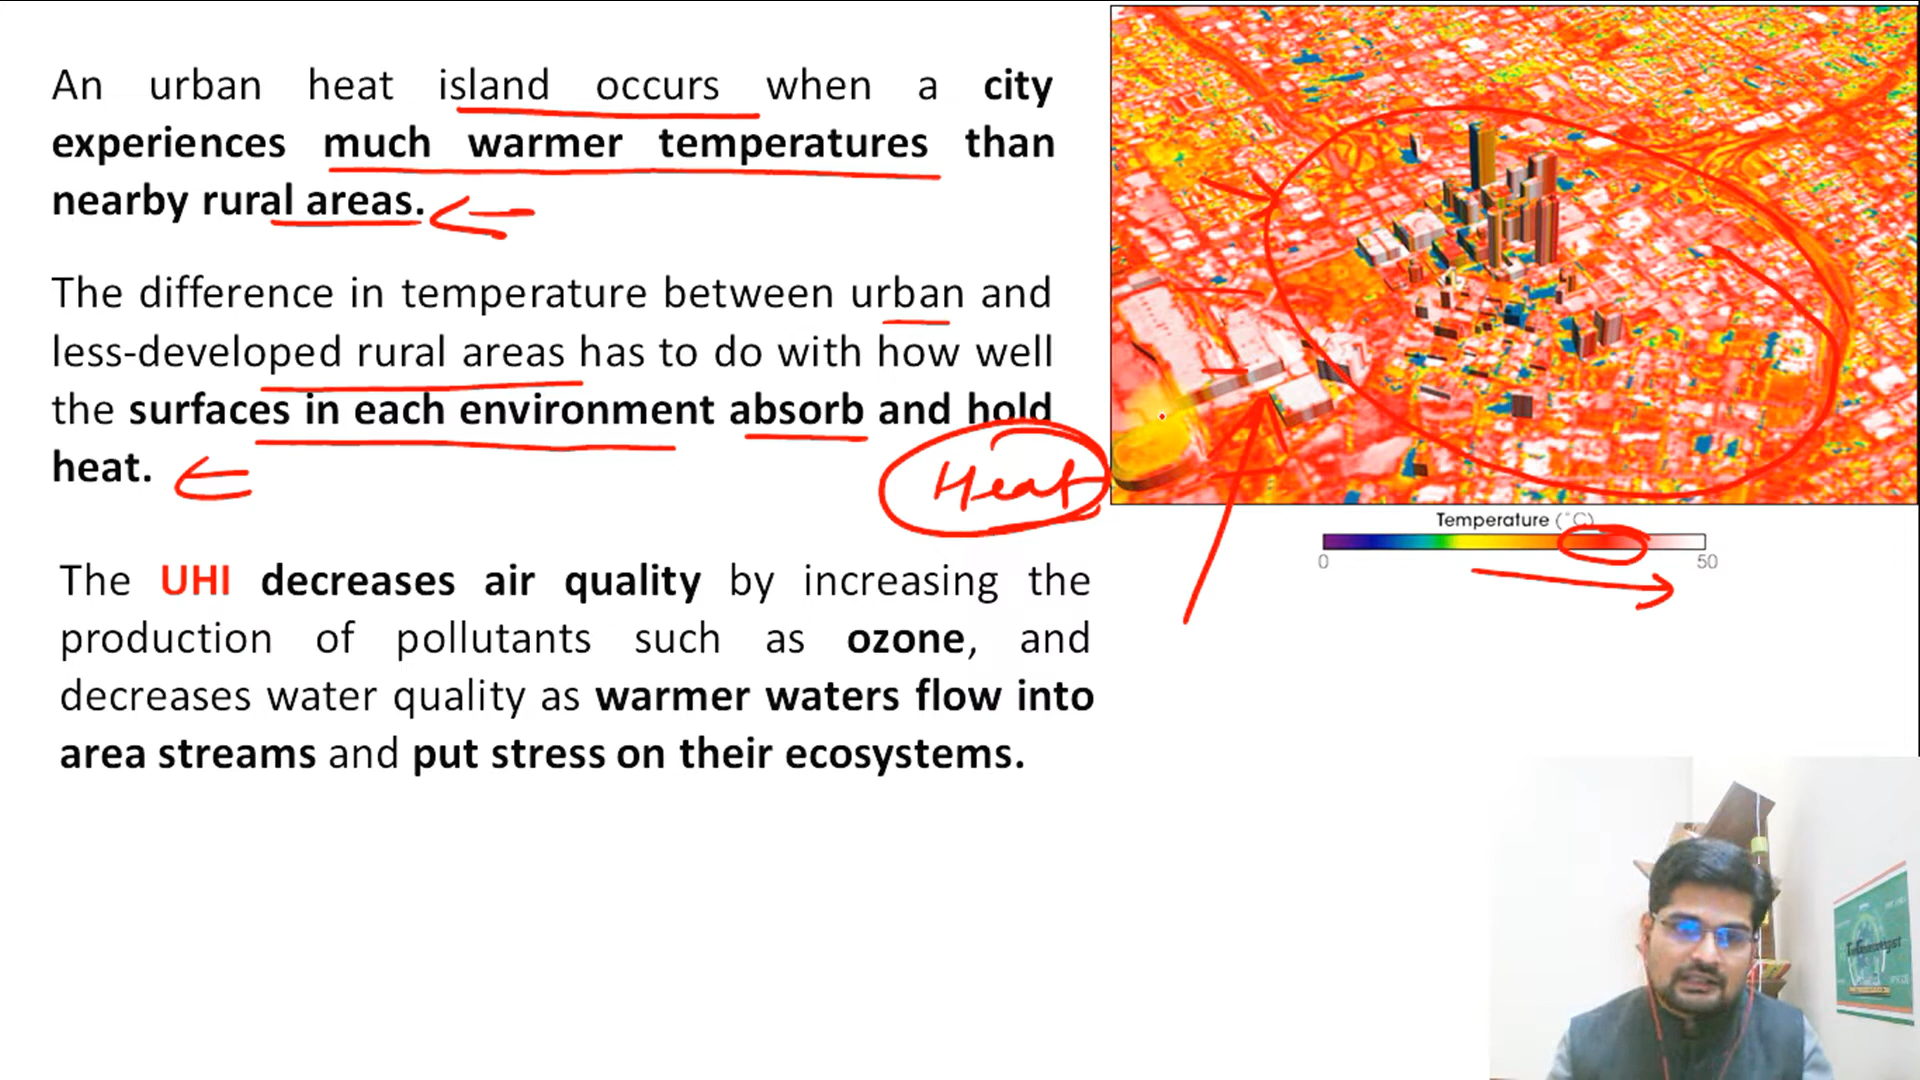 An urban heat island occurs when a city
experiences much warmer temperatures than
nearby rural areas.
The difference in temperature between urban and
less-developed rural areas has to do with how well
the surfaces in each environment absorb and hold
heat.
Heat
The UHI decreases air quality by increasing the
production of pollutants such as ozone, and
decreases water quality as warmer waters flow into
area streams and put stress on their ecosystems.
Temperature (°C)
0 50